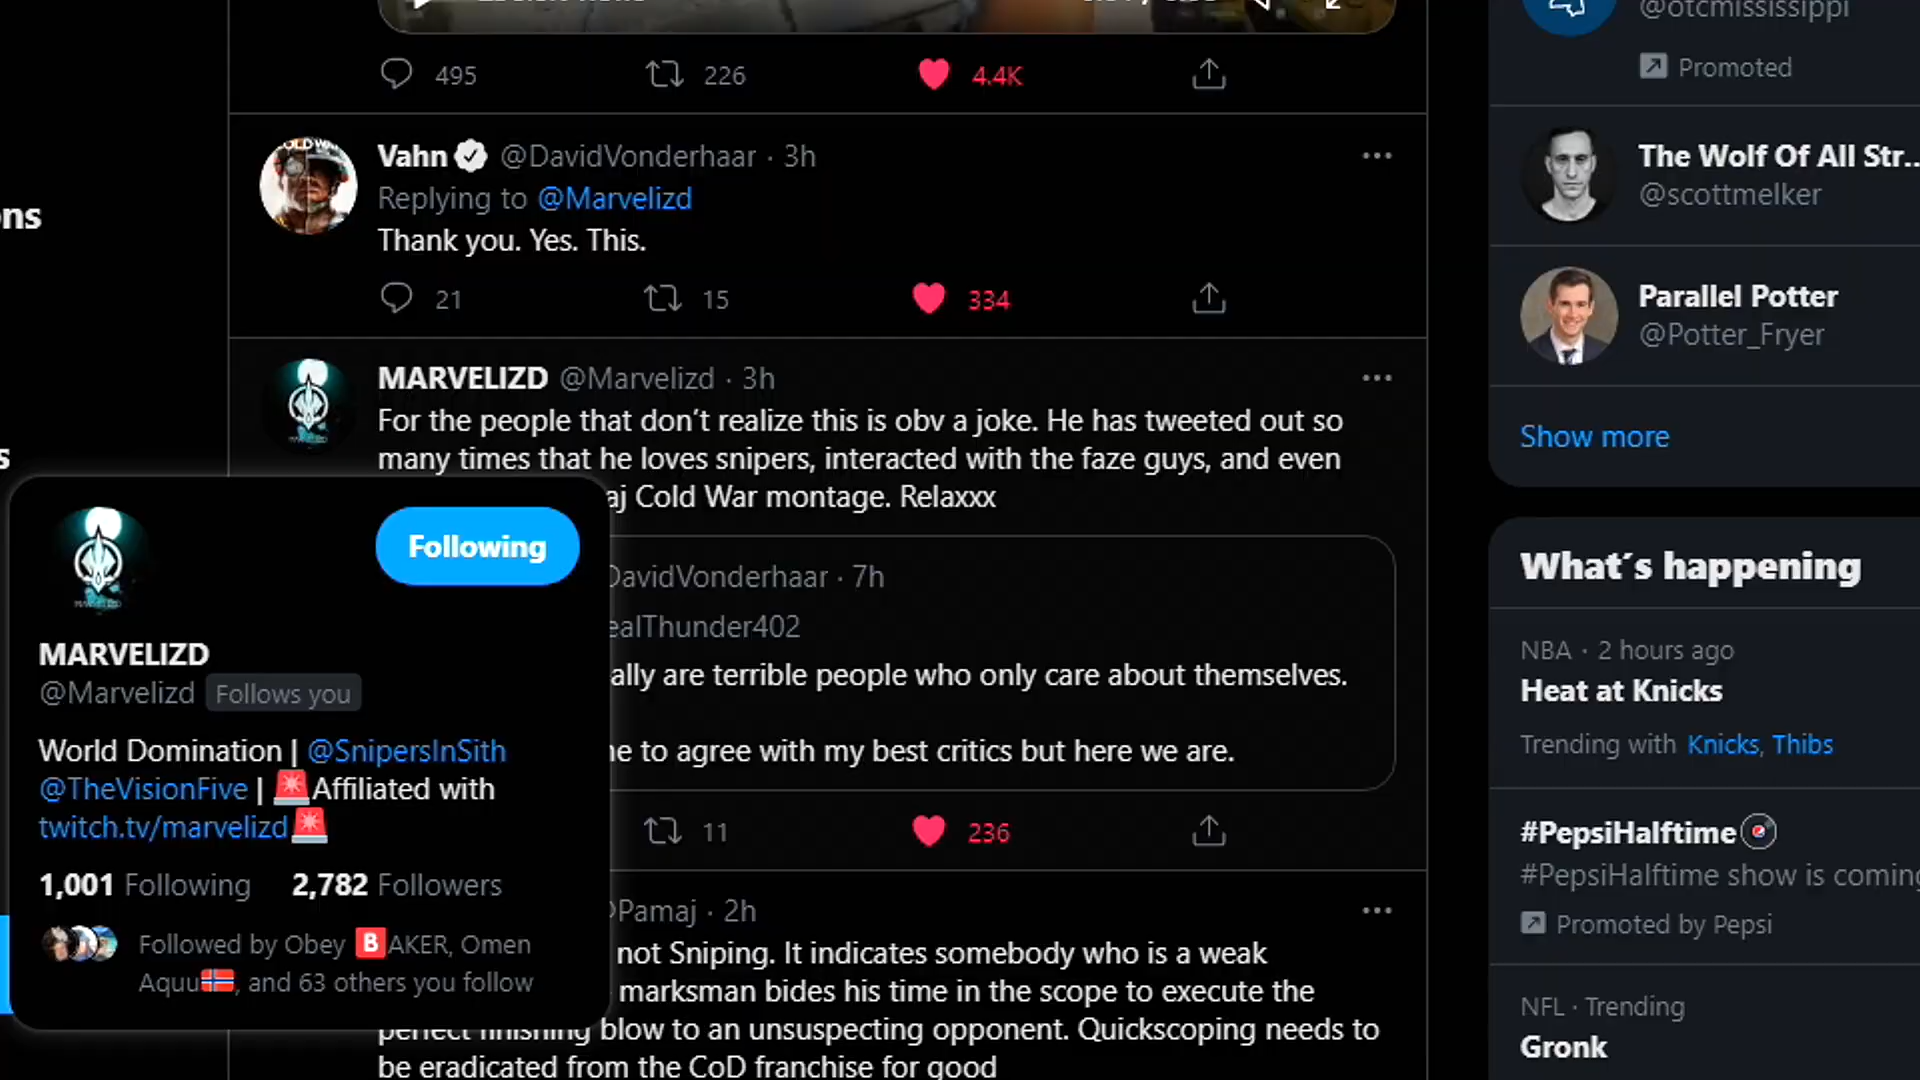 495 226 4.4K
Vahn @DavidVonderhaar · 3h
Replying to @Marvelizd
Thank you. Yes. This.
21 15 334
MARVELIZD @Marvelizd · 3h
For the people that don't realize this is obv a joke. He has tweeted out so
many times that he loves snipers, interacted with the faze guys, and even
aj Cold War montage. Relaxxx
DavidVonderhaar · 7h
ealThunder402
ally are terrible people who only care about themselves.
ne to agree with my best critics but here we are.
11 236
@Pamaj · 2h
not Sniping. It indicates somebody who is a weak
marksman bides his time in the scope to execute the
perfect finishing blow to an unsuspecting opponent. Quickscoping needs to
be eradicated from the CoD franchise for good
Following
MARVELIZD
@Marvelizd Follows you
World Domination | @SnipersInSith
@TheVisionFive | 🚨Affiliated with
twitch.tv/marvelizd🚨
1,001 Following 2,782 Followers
Followed by Obey 🅱AKER, Omen
Aquu🇳🇴, and 63 others you follow
ns
s
@otcmississippi
Promoted
The Wolf Of All Str...
@scottmelker
Parallel Potter
@Potter_Fryer
Show more
What's happening
NBA · 2 hours ago
Heat at Knicks
Trending with Knicks, Thibs
#PepsiHalftime
#PepsiHalftime show is coming
Promoted by Pepsi
NFL · Trending
Gronk